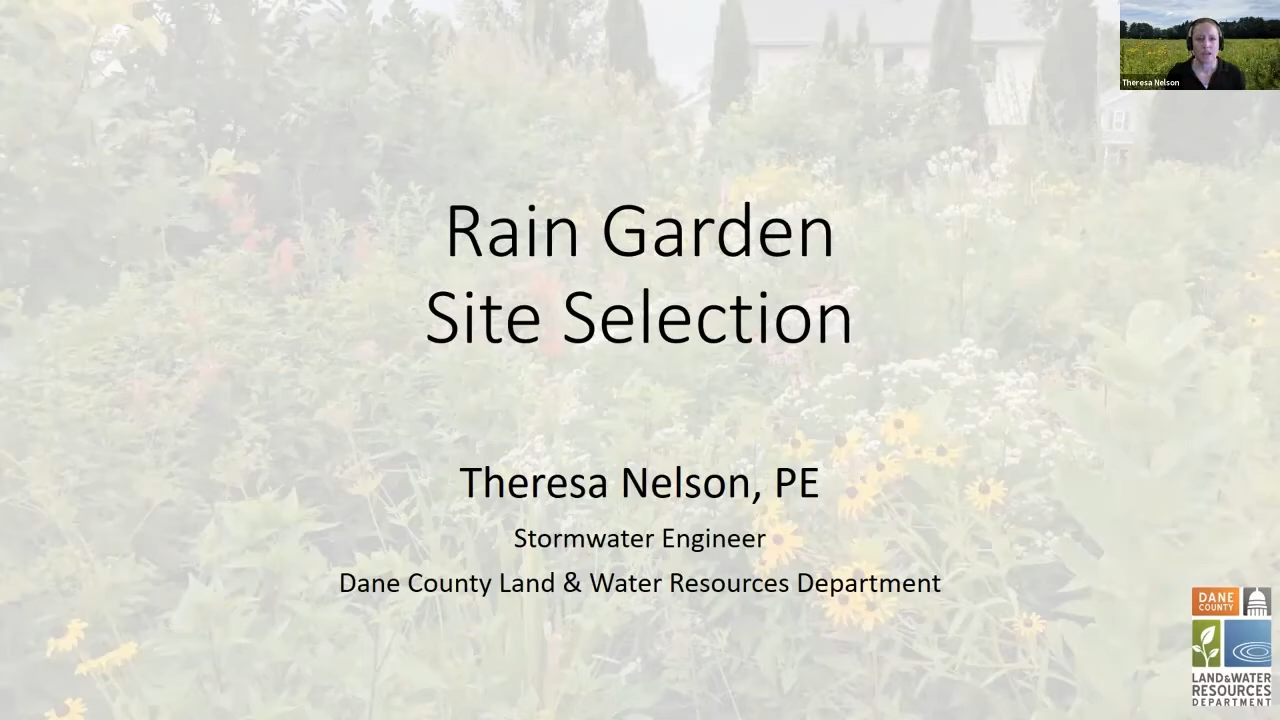 Theresa Nelson
Rain Garden
Site Selection
Theresa Nelson, PE
Stormwater Engineer
Dane County Land & Water Resources Department
DANE
COUNTY
LAND&WATER
RESOURCES
DEPARTMENT